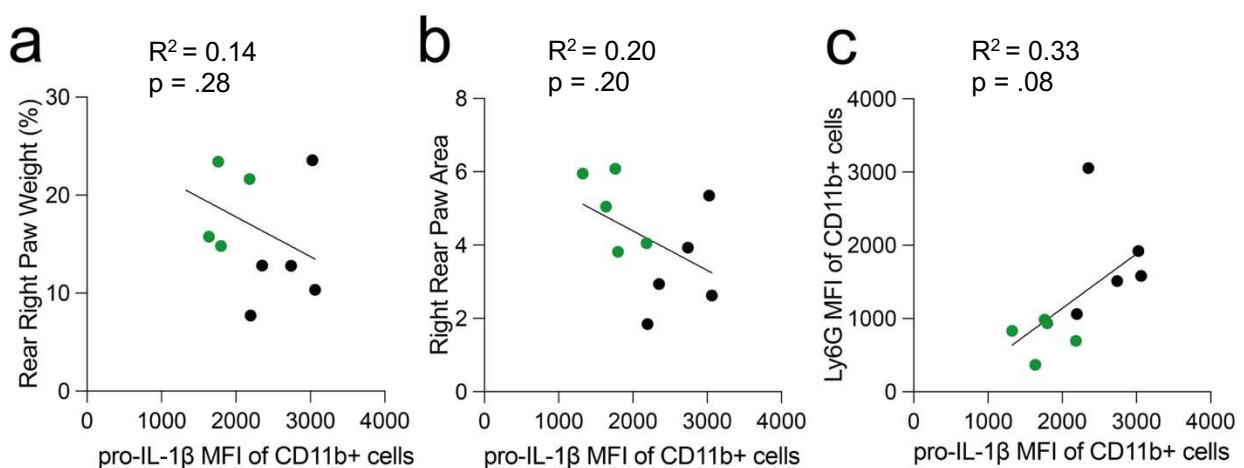 a
R² = 0.14
p = .28
Rear Right Paw Weight (%)
30
20
10
0
0 1000 2000 3000 4000
pro-IL-1β MFI of CD11b+ cells
b
R² = 0.20
p = .20
Right Rear Paw Area
8
6
4
2
0
0 1000 2000 3000 4000
pro-IL-1β MFI of CD11b+ cells
c
R² = 0.33
p = .08
Ly6G MFI of CD11b+ cells
4000
3000
2000
1000
0
0 1000 2000 3000 4000
pro-IL-1β MFI of CD11b+ cells